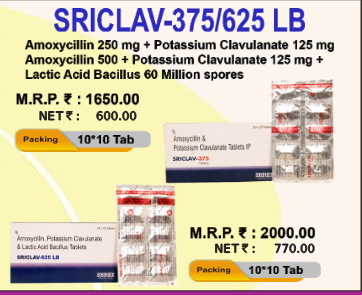 SRICLAV-375/625 LB
Amoxycillin 250 mg + Potassium Clavulanate 125 mg
Amoxycillin 500 + Potassium Clavulanate 125 mg +
Lactic Acid Bacillus 60 Million spores
M.R.P. ₹ : 1650.00
NET ₹ : 600.00
Packing 10*10 Tab
Amoxycillin &
Potassium Clavulanate Tablets IP
SRICLAV-375
Amoxycillin, Potassium Clavulanate
& Lactic Acid Bacillus Tablets
SRICLAV-625 LB
M.R.P. ₹ : 2000.00
NET ₹ : 770.00
Packing 10*10 Tab